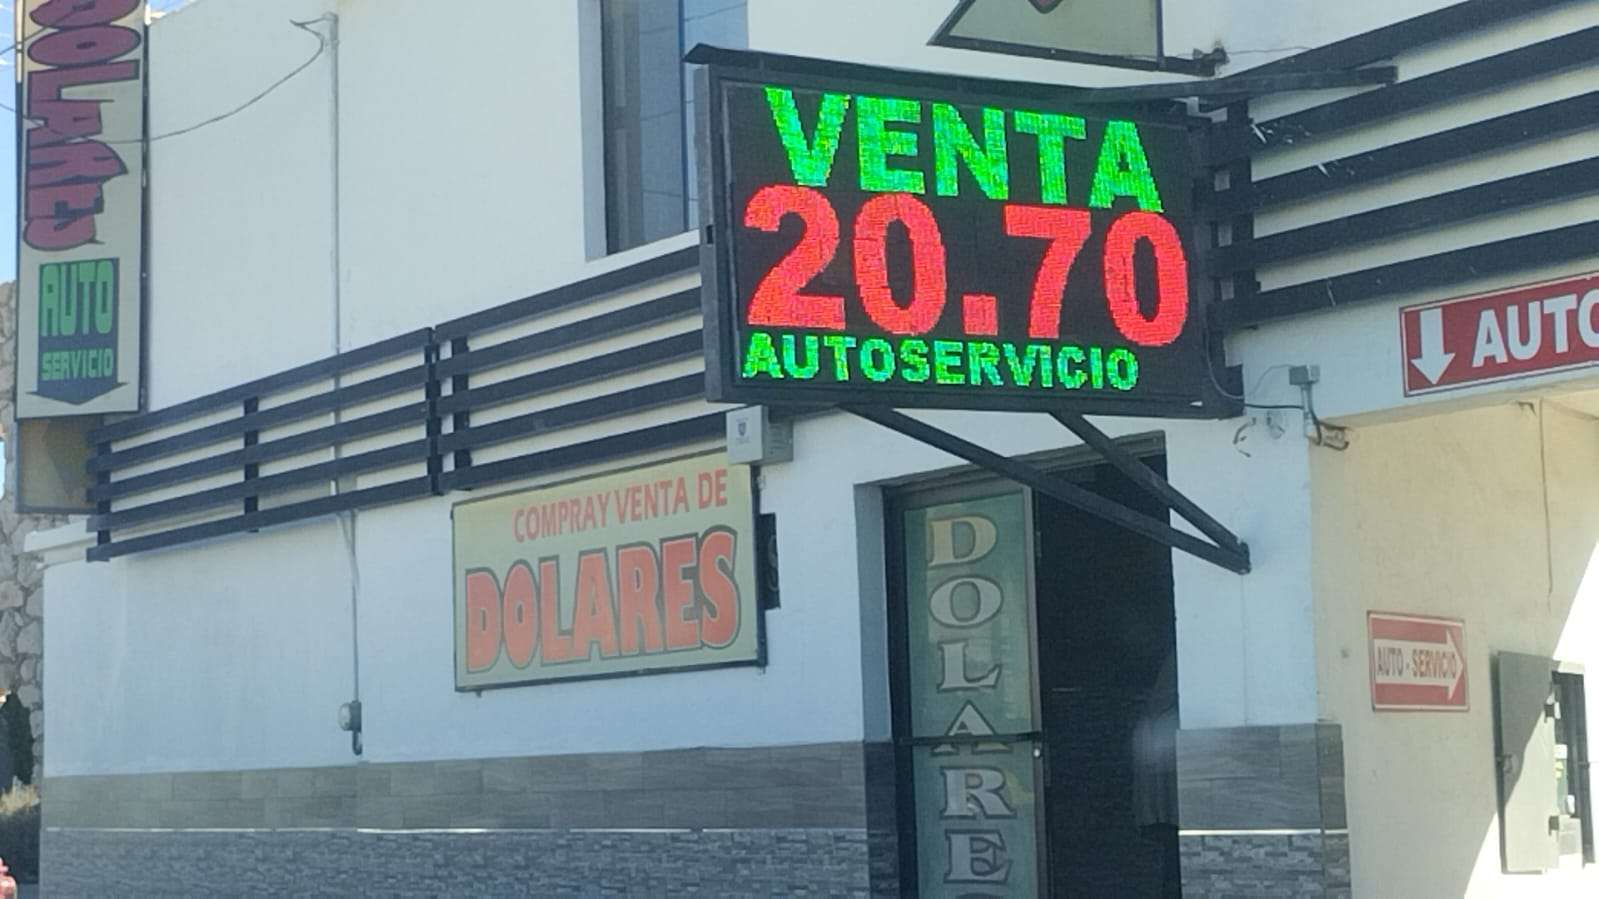 DOLARES
AUTO
SERVICIO
VENTA
20.70
AUTOSERVICIO
COMPRA Y VENTA DE
DOLARES
DOLARES
AUTO
AUTO - SERVICIO